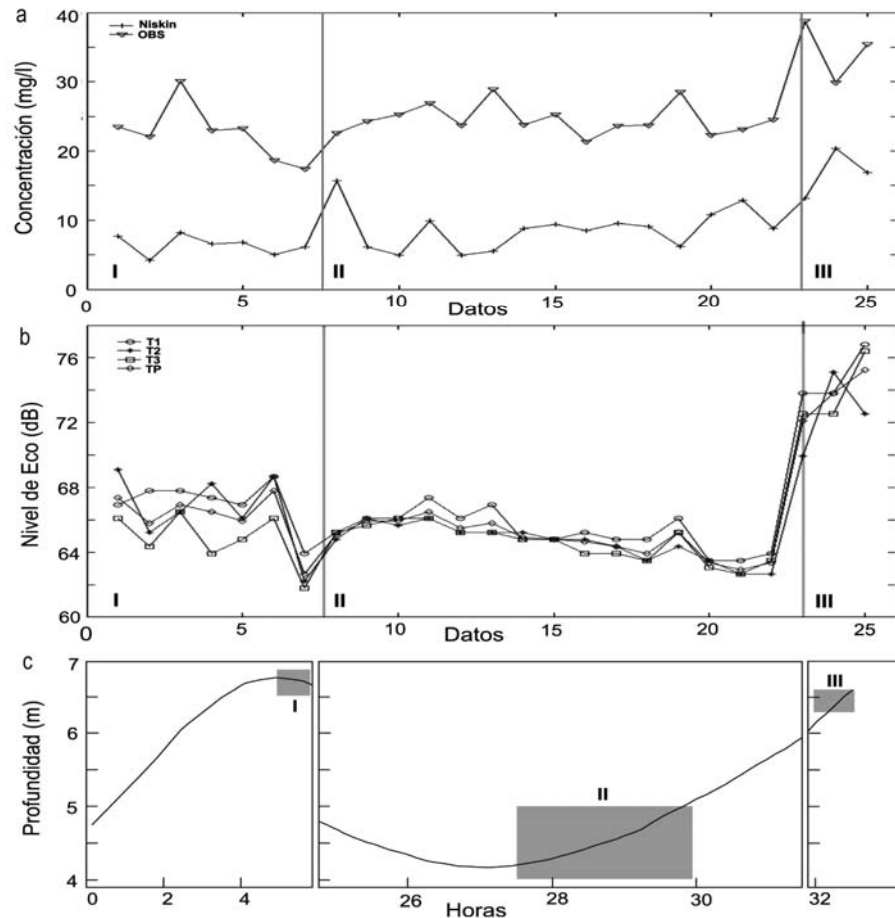 a
Niskin
OBS
Concentración (mg/l)
40
30
20
10
0
I
II
III
0
5
10
15
20
25
Datos
b
T1
T2
T3
TP
Nivel de Eco (dB)
76
72
68
64
60
I
II
III
0
5
10
15
20
25
Datos
c
Profundidad (m)
7
6
5
4
I
II
III
0
2
4
26
28
30
32
Horas